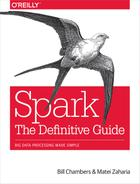 O'REILLY®
Spark
The Definitive Guide
BIG DATA PROCESSING MADE SIMPLE
Bill Chambers & Matei Zaharia